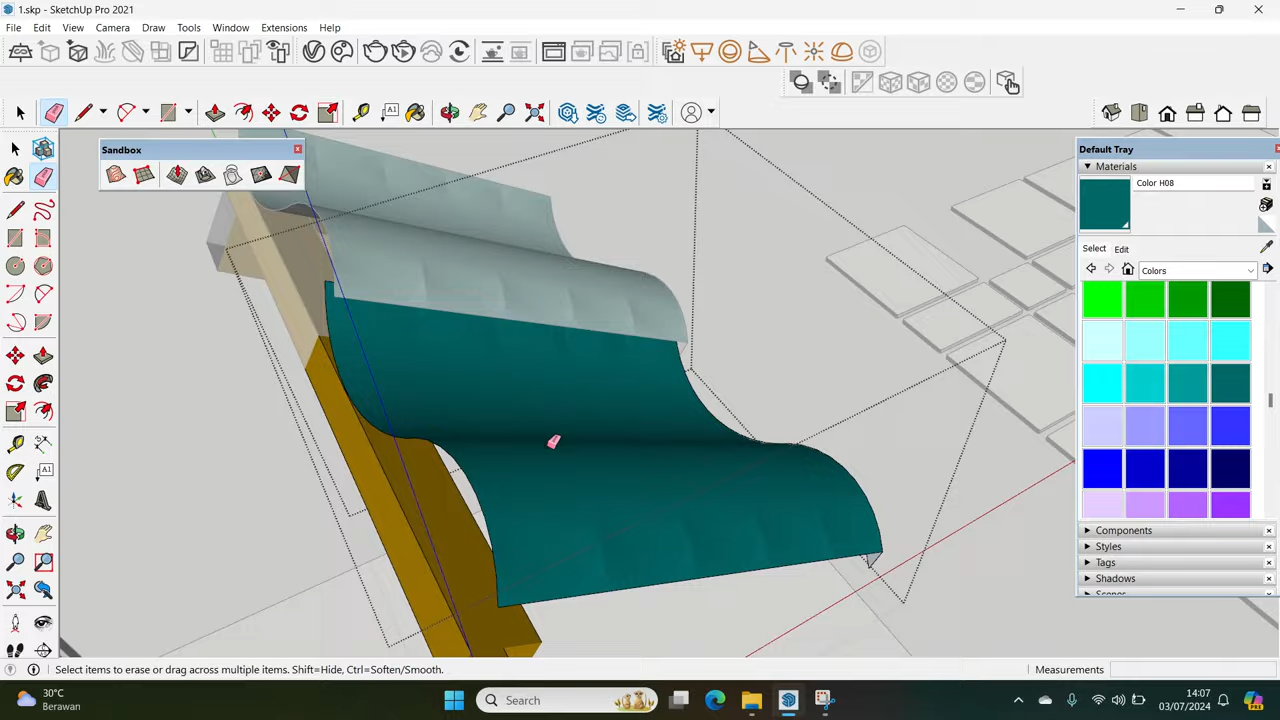 1.skp - SketchUp Pro 2021
File Edit View Camera Draw Tools Window Extensions Help
A1
Sandbox
Default Tray
Materials
Color H08
Select Edit
Colors
A1
Components
Styles
Tags
Shadows
Select items to erase or drag across multiple items. Shift=Hide, Ctrl=Soften/Smooth.
Measurements
30°C
Berawan
Search
14:07
03/07/2024